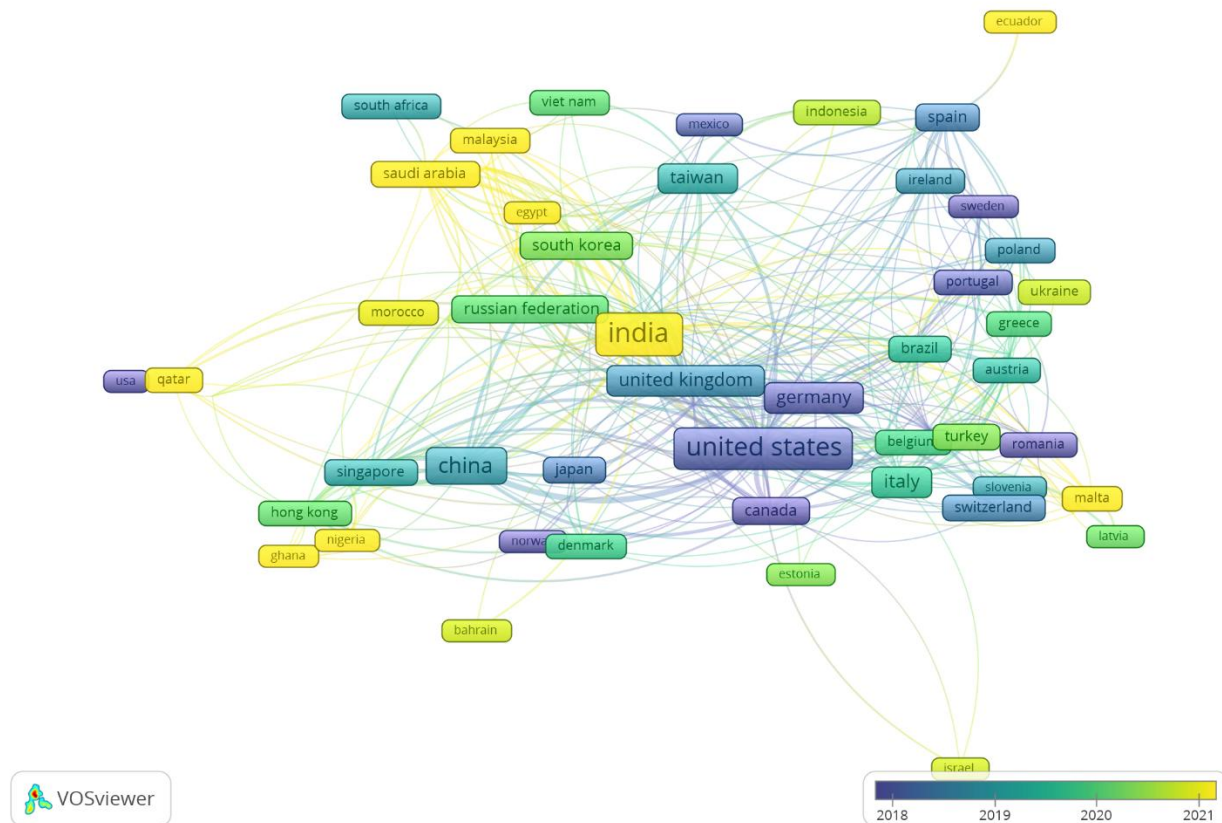 ecuador
south africa
viet nam
mexico
indonesia
spain
malaysia
saudi arabia
taiwan
ireland
sweden
egypt
south korea
poland
portugal
ukraine
morocco
russian federation
india
greece
brazil
austria
usa
qatar
united kingdom
germany
united states
belgium
turkey
romania
china
japan
singapore
italy
slovenia
switzerland
malta
hong kong
canada
latvia
nigeria
ghana
norwa
denmark
estonia
bahrain
israel
VOSviewer
2018 2019 2020 2021